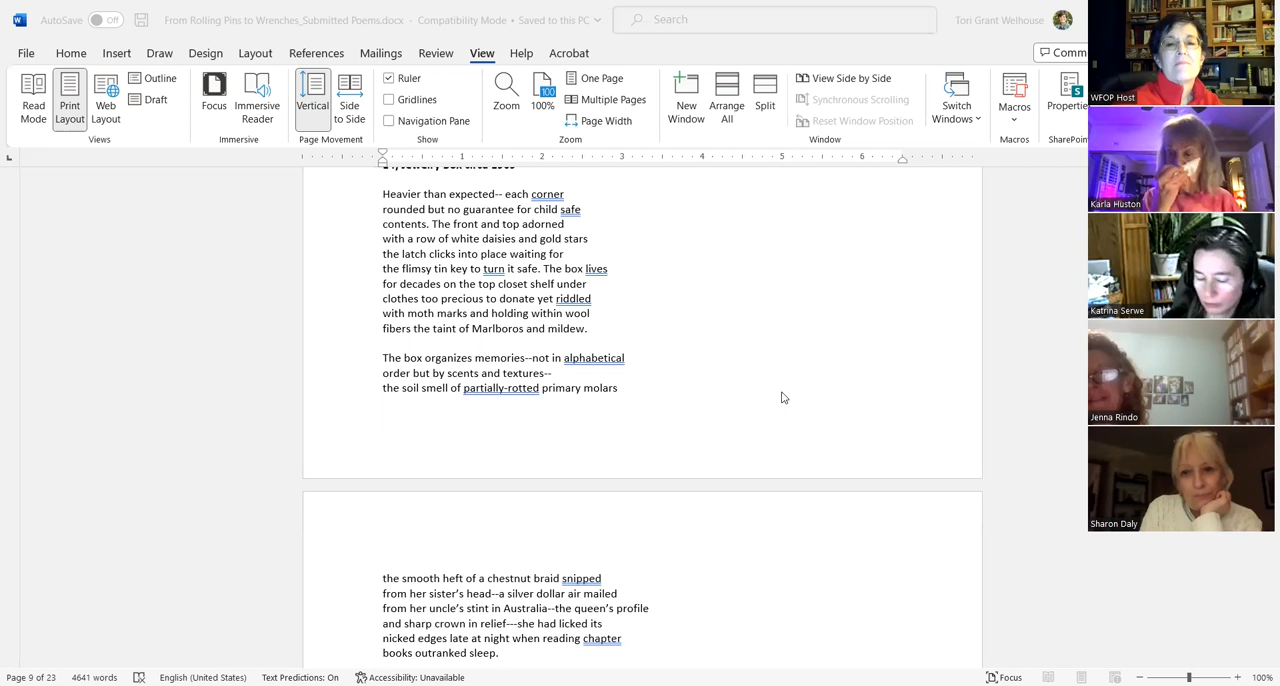 AutoSave Off From Rolling Pins to Wrenches_Submitted Poems.docx - Compatibility Mode • Saved to this PC Search Tori Grant Welhouse
File Home Insert Draw Design Layout References Mailings Review View Help Acrobat Comm
Read Mode Print Layout Web Layout Outline Draft
Views
Focus Immersive Reader
Immersive
Vertical Side to Side
Page Movement
Ruler
Gridlines
Navigation Pane
Show
Zoom 100% One Page
Multiple Pages
Page Width
Zoom
New Window Arrange All Split View Side by Side
Synchronous Scrolling
Reset Window Position
Window
Switch Windows
Macros
Macros
Properties
SharePoint
1 2 3 4 5 6
Heavier than expected-- each corner
rounded but no guarantee for child safe
contents. The front and top adorned
with a row of white daisies and gold stars
the latch clicks into place waiting for
the flimsy tin key to turn it safe. The box lives
for decades on the top closet shelf under
clothes too precious to donate yet riddled
with moth marks and holding within wool
fibers the taint of Marlboros and mildew.
The box organizes memories--not in alphabetical
order but by scents and textures--
the soil smell of partially-rotted primary molars
the smooth heft of a chestnut braid snipped
from her sister's head--a silver dollar air mailed
from her uncle's stint in Australia--the queen's profile
and sharp crown in relief---she had licked its
nicked edges late at night when reading chapter
books outranked sleep.
Page 9 of 23 4641 words English (United States) Text Predictions: On Accessibility: Unavailable Focus 100%
WFOP Host
Karla Huston
Katrina Serwe
Jenna Rindo
Sharon Daly